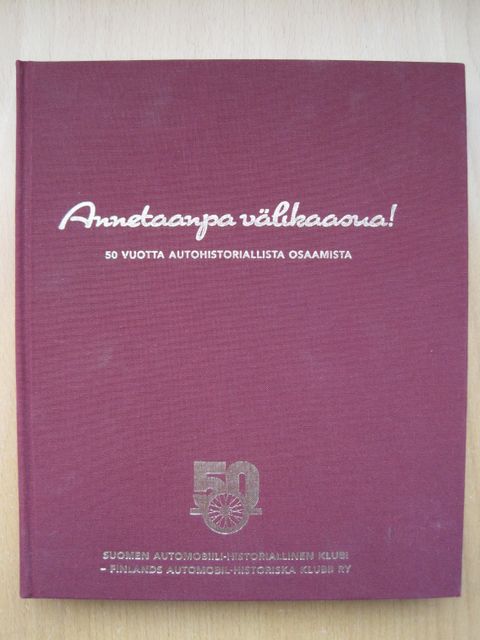 Annetaanpa välikaasua!
50 VUOTTA AUTOHISTORIALLISTA OSAAMISTA
50
SUOMEN AUTOMOBIILI-HISTORIALLINEN KLUBI
– FINLANDS AUTOMOBIL-HISTORISKA KLUBB RY